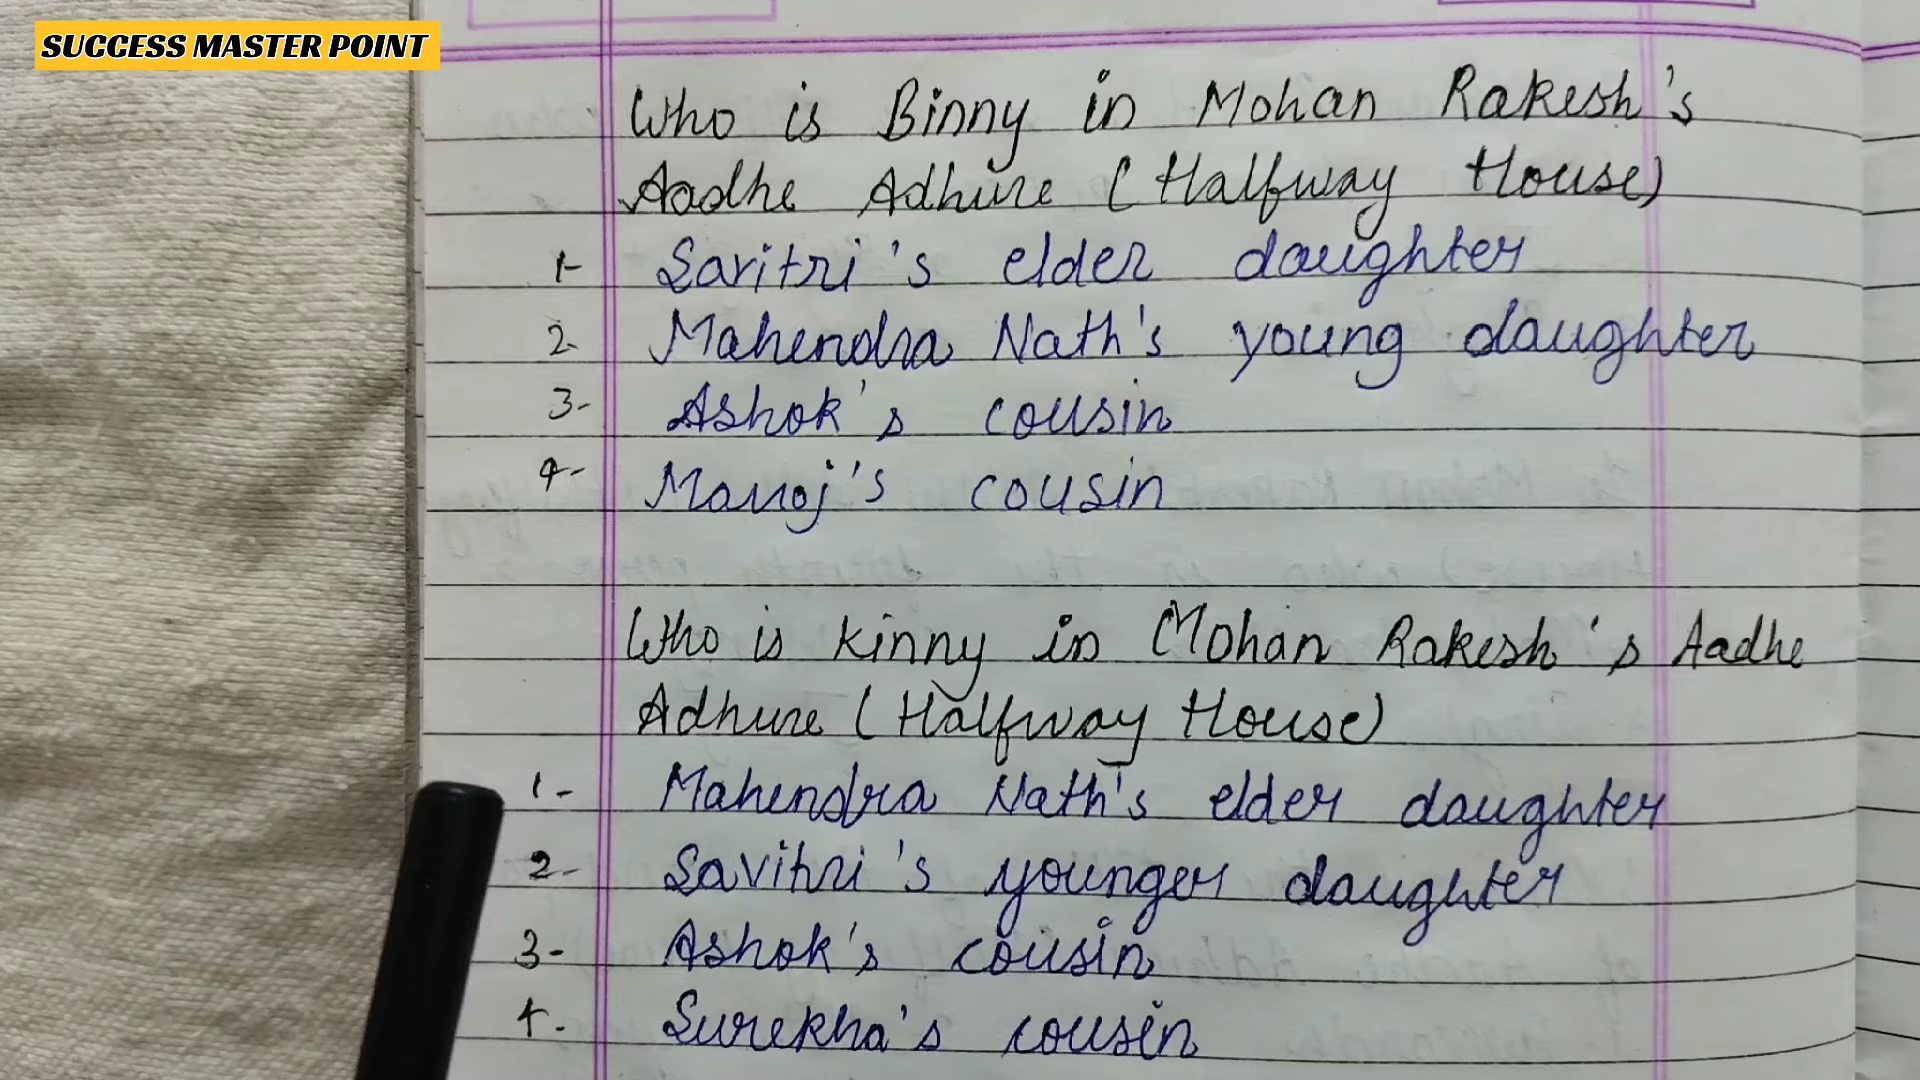 SUCCESS MASTER POINT
Who is Binny in Mohan Rakesh's
Aadhe Adhure (Halfway House)
1- Savitri's elder daughter
2- Mahendra Nath's young daughter
3- Ashok's cousin
4- Manoj's cousin
Who is Kinny in Mohan Rakesh's Aadhe
Adhure (Halfway House)
1- Mahendra Nath's elder daughter
2- Savitri's younger daughter
3- Ashok's cousin
4- Surekha's cousin